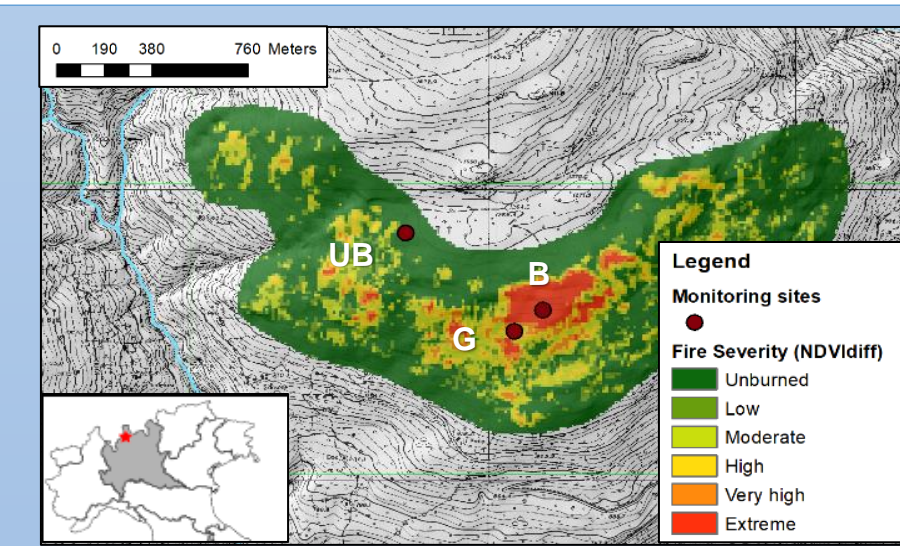 0 190 380 760 Meters
UB
B
G
Legend
Monitoring sites
Fire Severity (NDVIdiff)
Unburned
Low
Moderate
High
Very high
Extreme